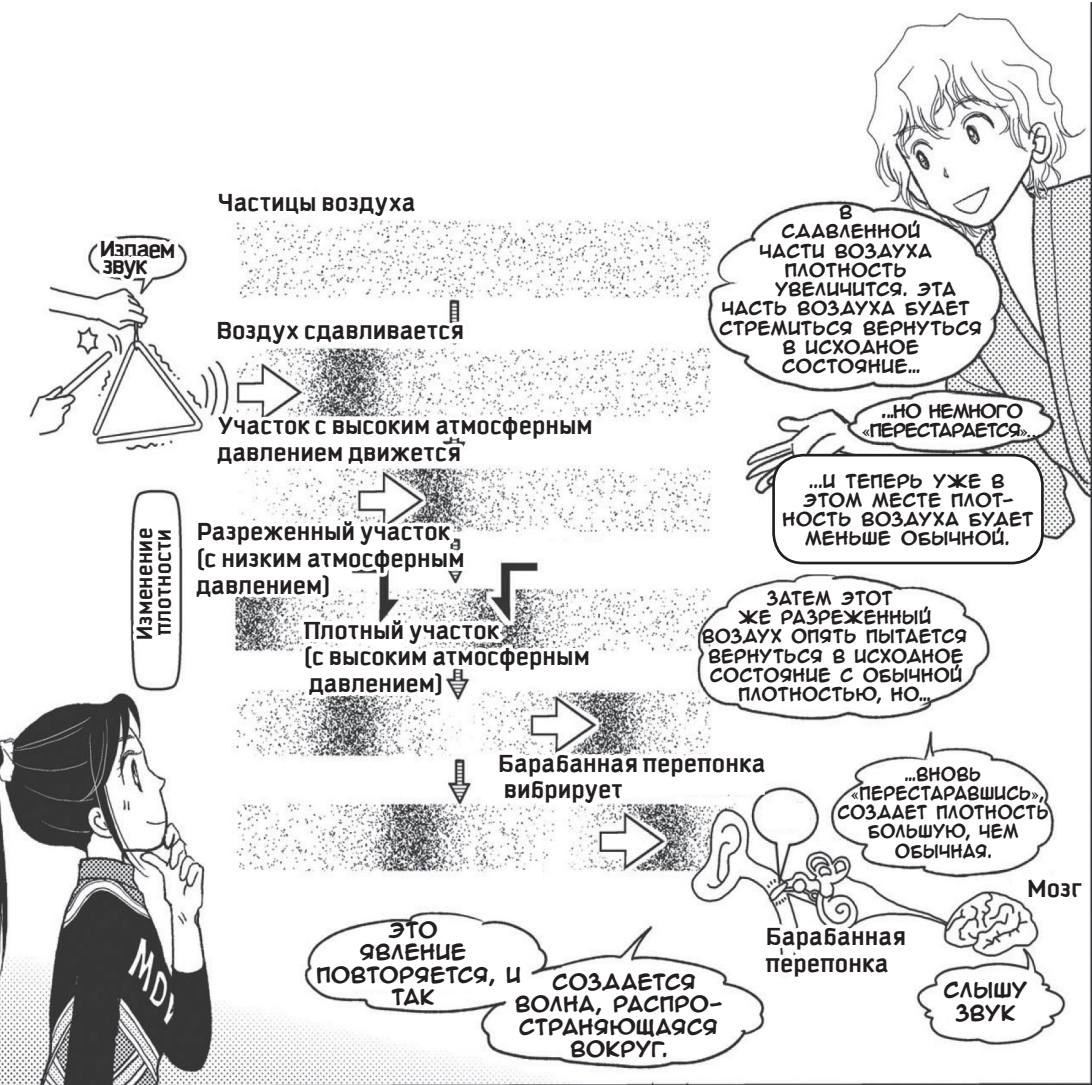 Частицы воздуха
Издаем
звук
В
СДАВЛЕННОЙ
ЧАСТИ ВОЗДУХА
ПЛОТНОСТЬ
УВЕЛИЧИТСЯ. ЭТА
ЧАСТЬ ВОЗДУХА БУДЕТ
СТРЕМИТЬСЯ ВЕРНУТЬСЯ
В ИСХОДНОЕ
СОСТОЯНИЕ...
Воздух сдавливается
...НО НЕМНОГО
«ПЕРЕСТАРАЕТСЯ»...
Участок с высоким атмосферным
давлением движется
...И ТЕПЕРЬ УЖЕ В
ЭТОМ МЕСТЕ ПЛОТ-
НОСТЬ ВОЗДУХА БУДЕТ
МЕНЬШЕ ОБЫЧНОЙ.
Изменение
плотности
Разреженный участок
(с низким атмосферным
давлением)
Плотный участок
(с высоким атмосферным
давлением)
ЗАТЕМ ЭТОТ
ЖЕ РАЗРЕЖЕННЫЙ
ВОЗДУХ ОПЯТЬ ПЫТАЕТСЯ
ВЕРНУТЬСЯ В ИСХОДНОЕ
СОСТОЯНИЕ С ОБЫЧНОЙ
ПЛОТНОСТЬЮ, НО...
Барабанная перепонка
вибрирует
...ВНОВЬ
«ПЕРЕСТАРАВШИСЬ»,
СОЗДАЕТ ПЛОТНОСТЬ
БОЛЬШУЮ, ЧЕМ
ОБЫЧНАЯ.
Мозг
Барабанная
перепонка
СЛЫШУ
ЗВУК
ЭТО
ЯВЛЕНИЕ
ПОВТОРЯЕТСЯ, И
ТАК
СОЗДАЕТСЯ
ВОЛНА, РАСПРО-
СТРАНЯЮЩАЯСЯ
ВОКРУГ.